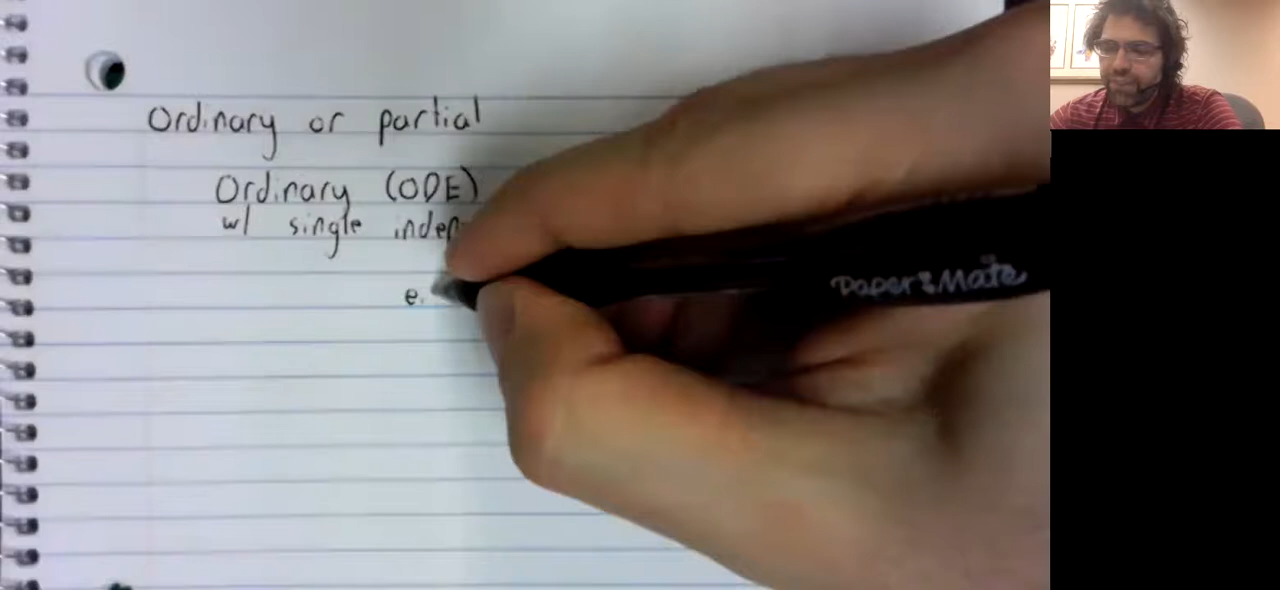 Ordinary or partial
Ordinary (ODE)
w/ single indep
e.
Paper Mate